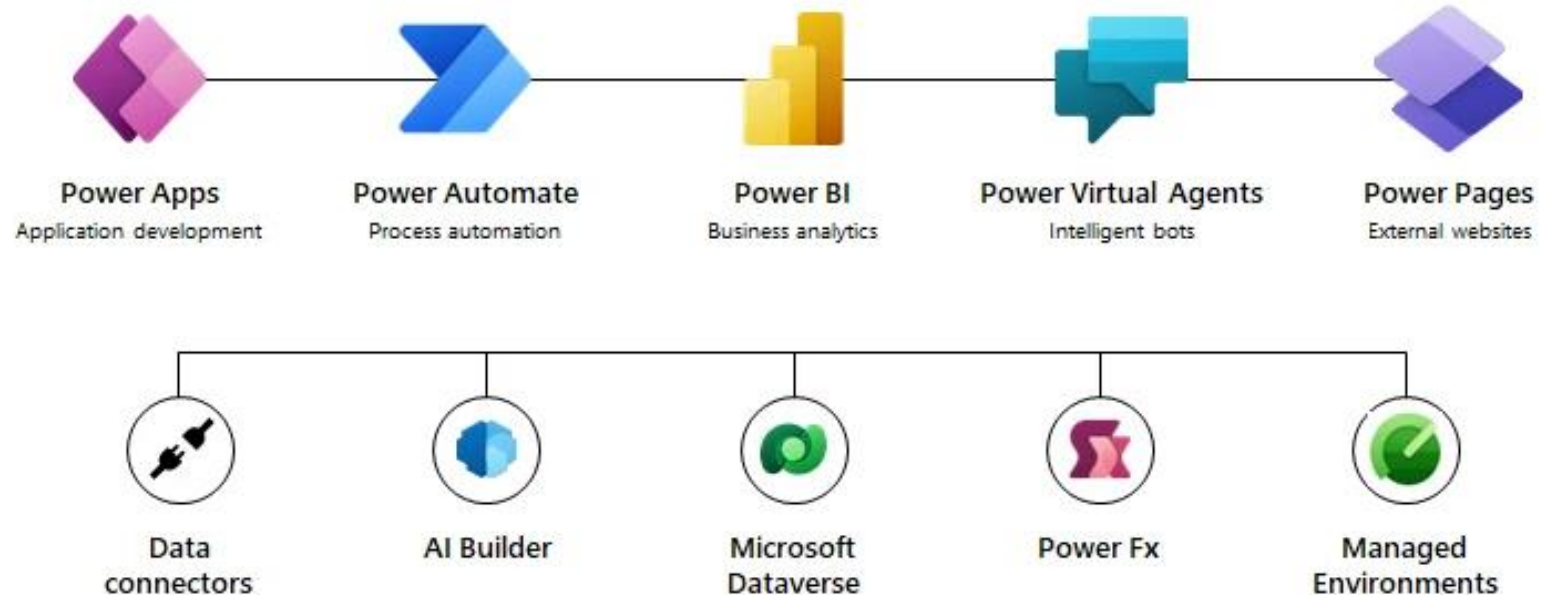 Power Apps
Application development
Power Automate
Process automation
Power BI
Business analytics
Power Virtual Agents
Intelligent bots
Power Pages
External websites
Data
connectors
AI Builder
Microsoft
Dataverse
Power Fx
Managed
Environments